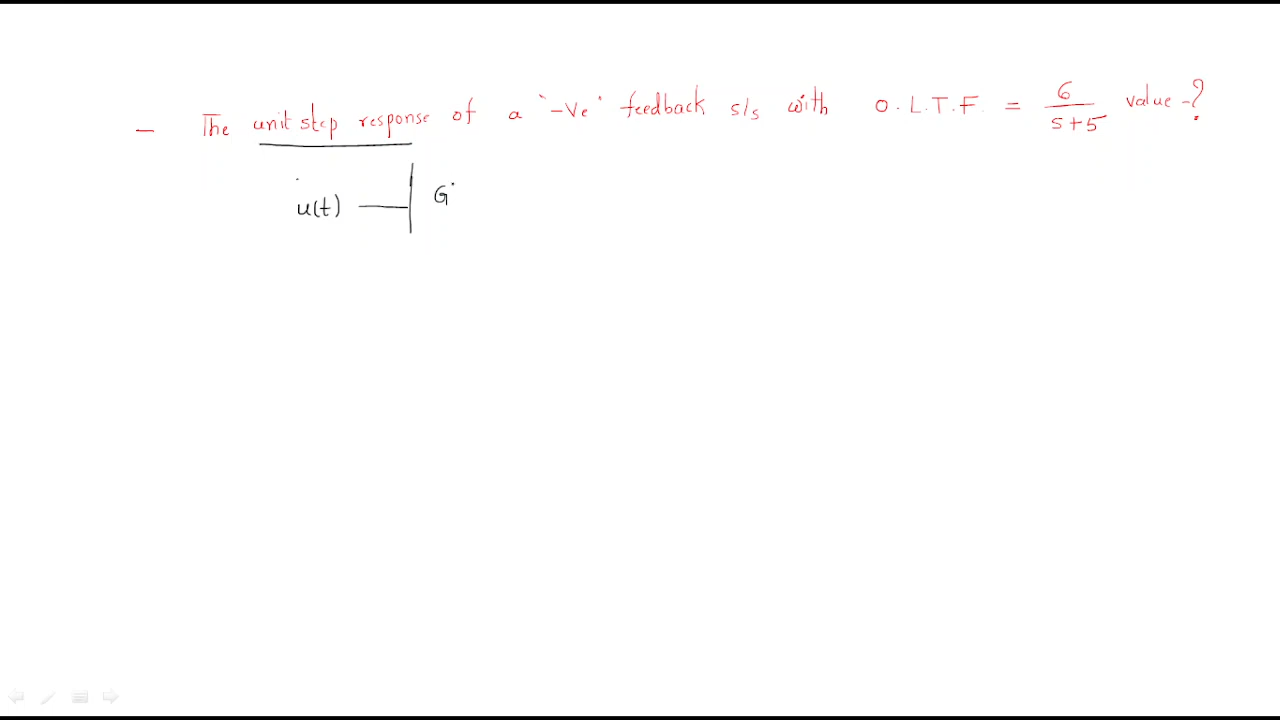 - The unit step response of a '-Ve' feedback s/s with O.L.T.F. = 6/(s+5) value -?
u(t) G